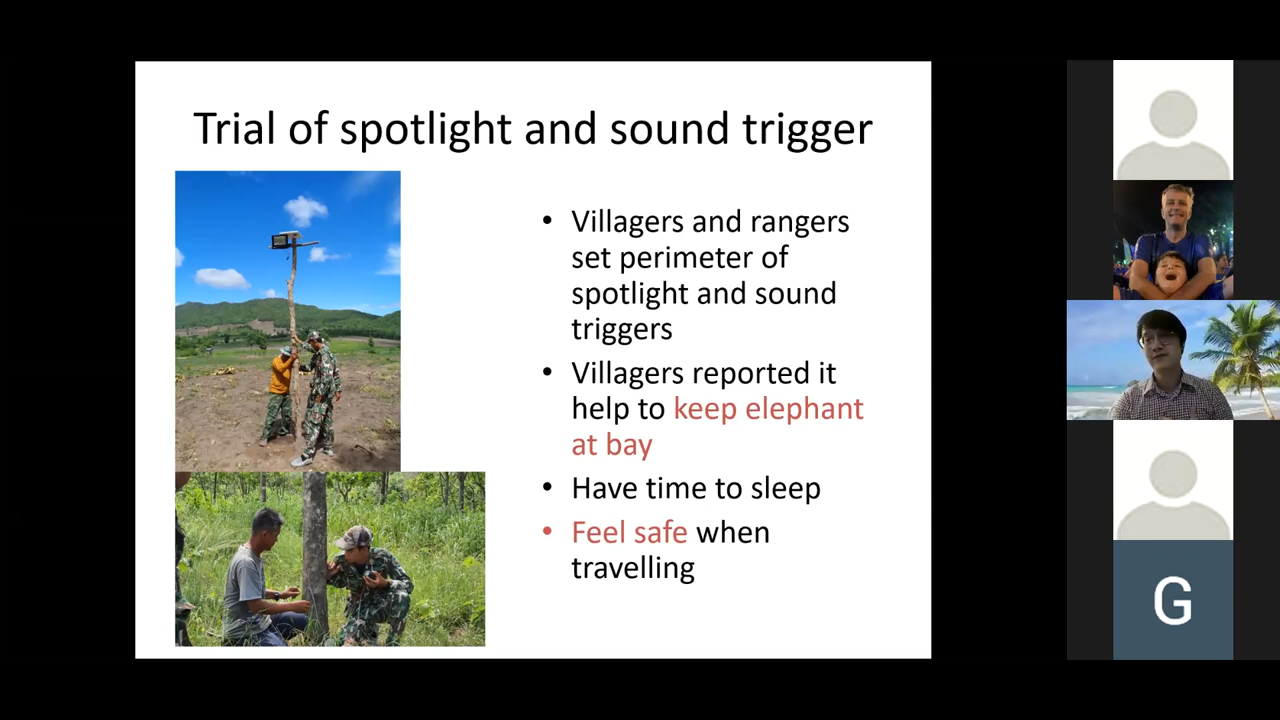 Trial of spotlight and sound trigger
• Villagers and rangers
set perimeter of
spotlight and sound
triggers
• Villagers reported it
help to keep elephant
at bay
• Have time to sleep
• Feel safe when
travelling
G